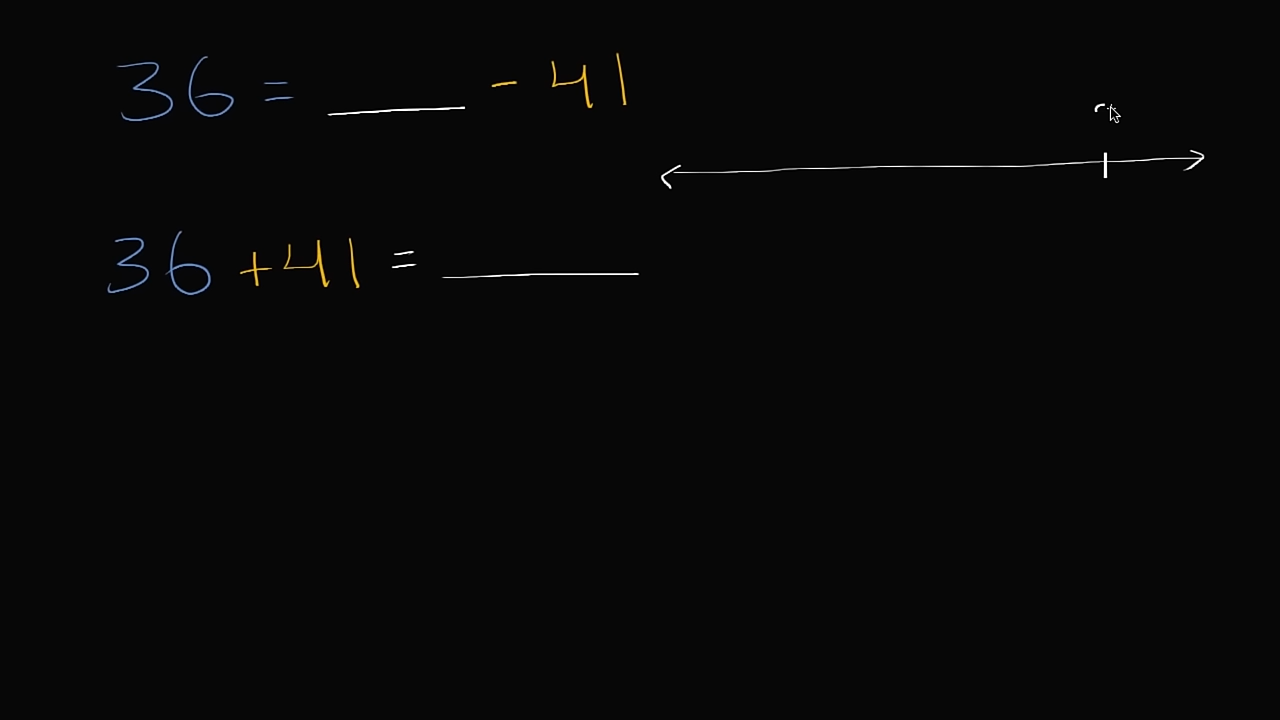 36 = ____ - 41
36 + 41 = ____